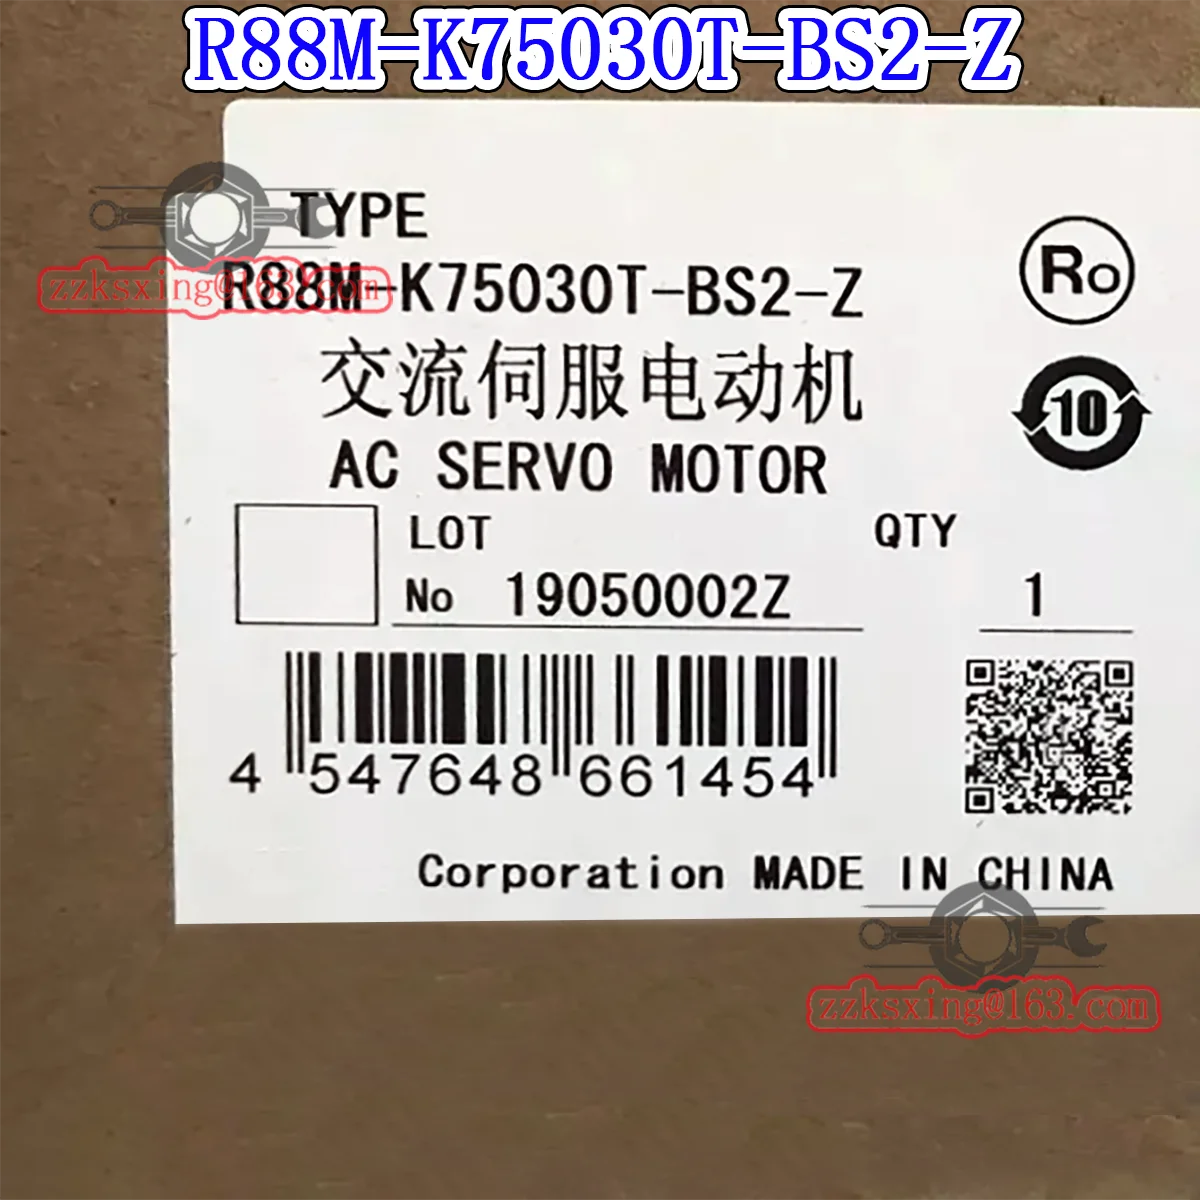 R88M-K75030T-BS2-Z
TYPE
R88M-K75030T-BS2-Z
zzksxing@163.com
Ro
交流伺服电动机
10
AC SERVO MOTOR
LOT
QTY
No 19050002Z
1
4 547648 661454
Corporation MADE IN CHINA
zzksxing@163.com